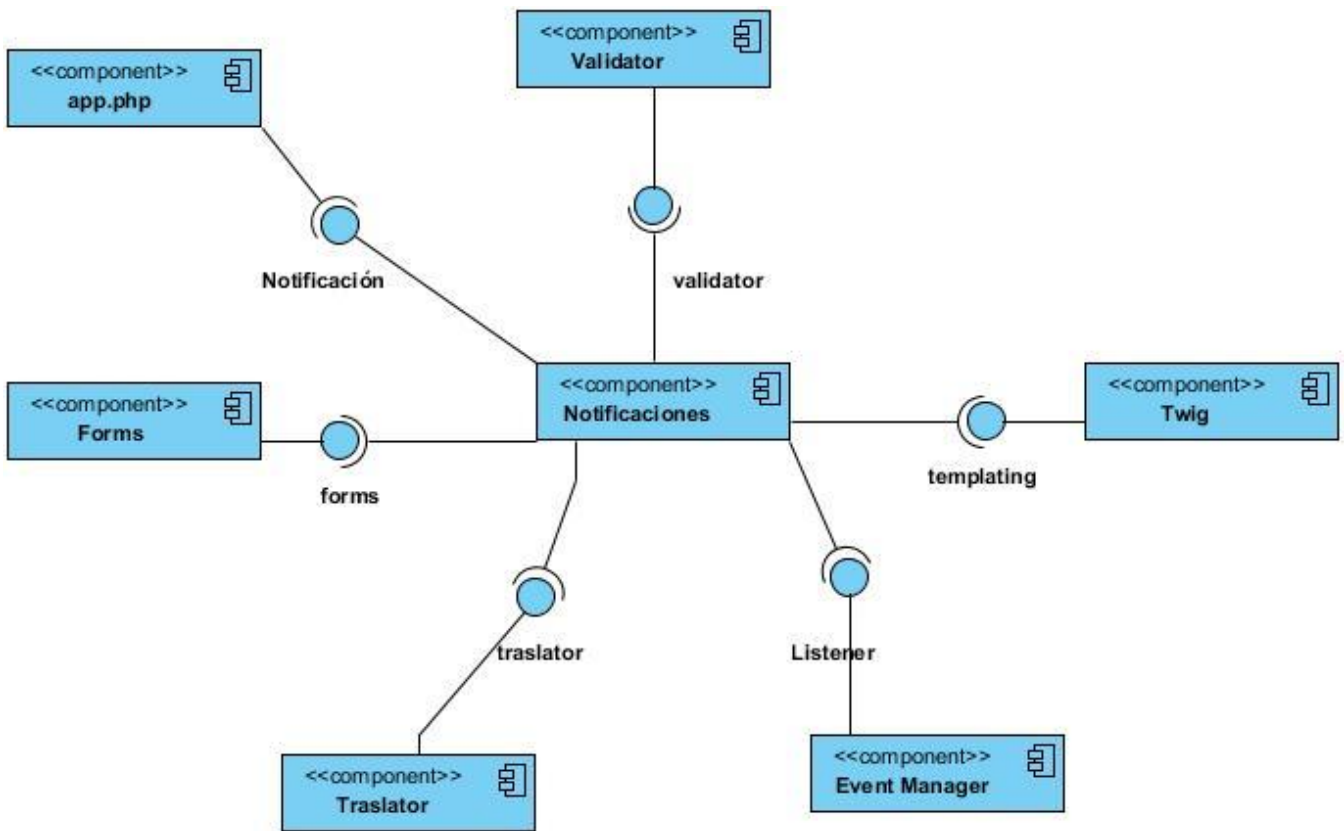 <<component>>
Validator
<<component>>
app.php
Notificación
validator
<<component>>
Forms
<<component>>
Notificaciones
<<component>>
Twig
forms
templating
traslator
Listener
<<component>>
Traslator
<<component>>
Event Manager